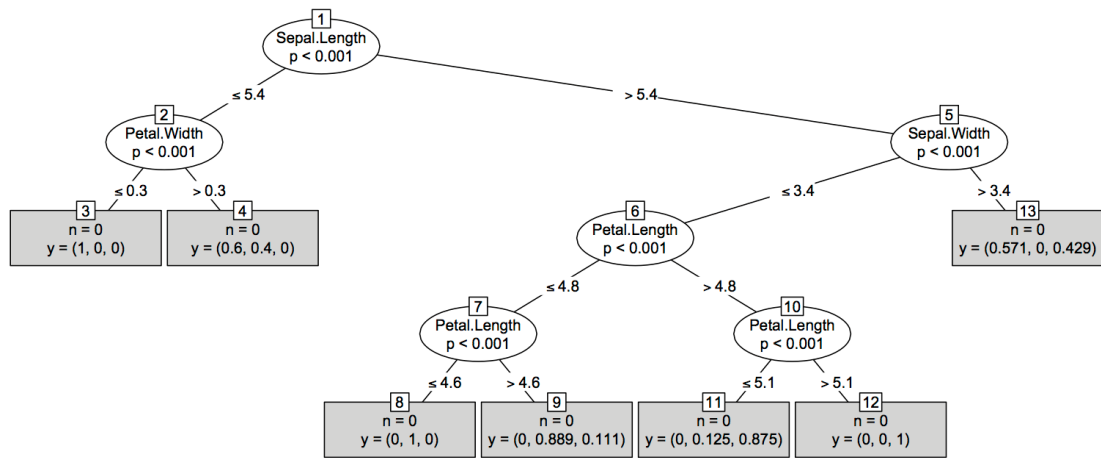 1
Sepal.Length
p < 0.001
≤ 5.4
> 5.4
2
Petal.Width
p < 0.001
5
Sepal.Width
p < 0.001
≤ 0.3
> 0.3
≤ 3.4
> 3.4
3
n = 0
y = (1, 0, 0)
4
n = 0
y = (0.6, 0.4, 0)
6
Petal.Length
p < 0.001
13
n = 0
y = (0.571, 0, 0.429)
≤ 4.8
> 4.8
7
Petal.Length
p < 0.001
10
Petal.Length
p < 0.001
≤ 4.6
> 4.6
≤ 5.1
> 5.1
8
n = 0
y = (0, 1, 0)
9
n = 0
y = (0, 0.889, 0.111)
11
n = 0
y = (0, 0.125, 0.875)
12
n = 0
y = (0, 0, 1)